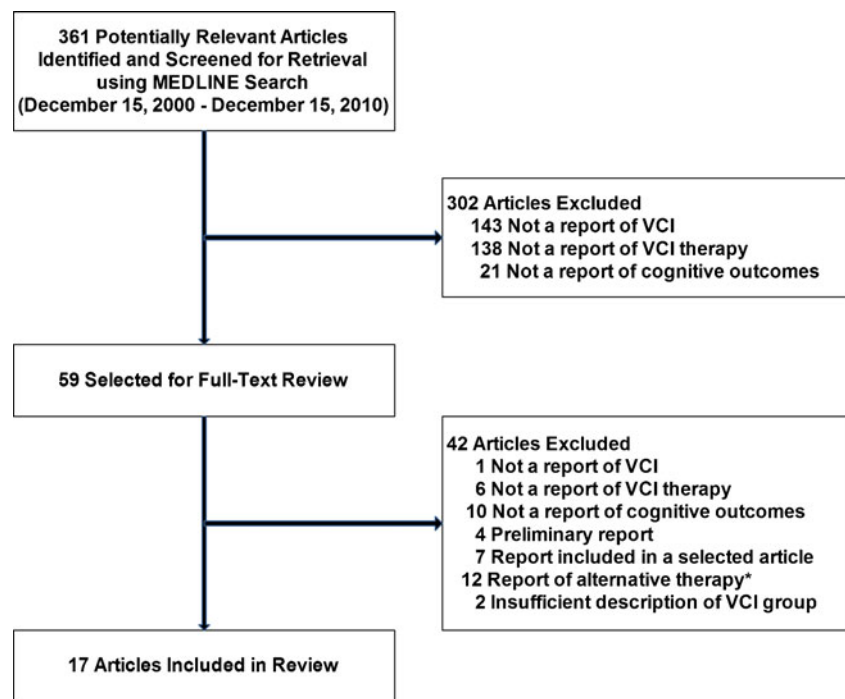 361 Potentially Relevant Articles
Identified and Screened for Retrieval
using MEDLINE Search
(December 15, 2000 - December 15, 2010)
302 Articles Excluded
143 Not a report of VCI
138 Not a report of VCI therapy
21 Not a report of cognitive outcomes
59 Selected for Full-Text Review
42 Articles Excluded
1 Not a report of VCI
6 Not a report of VCI therapy
10 Not a report of cognitive outcomes
4 Preliminary report
7 Report included in a selected article
12 Report of alternative therapy*
2 Insufficient description of VCI group
17 Articles Included in Review